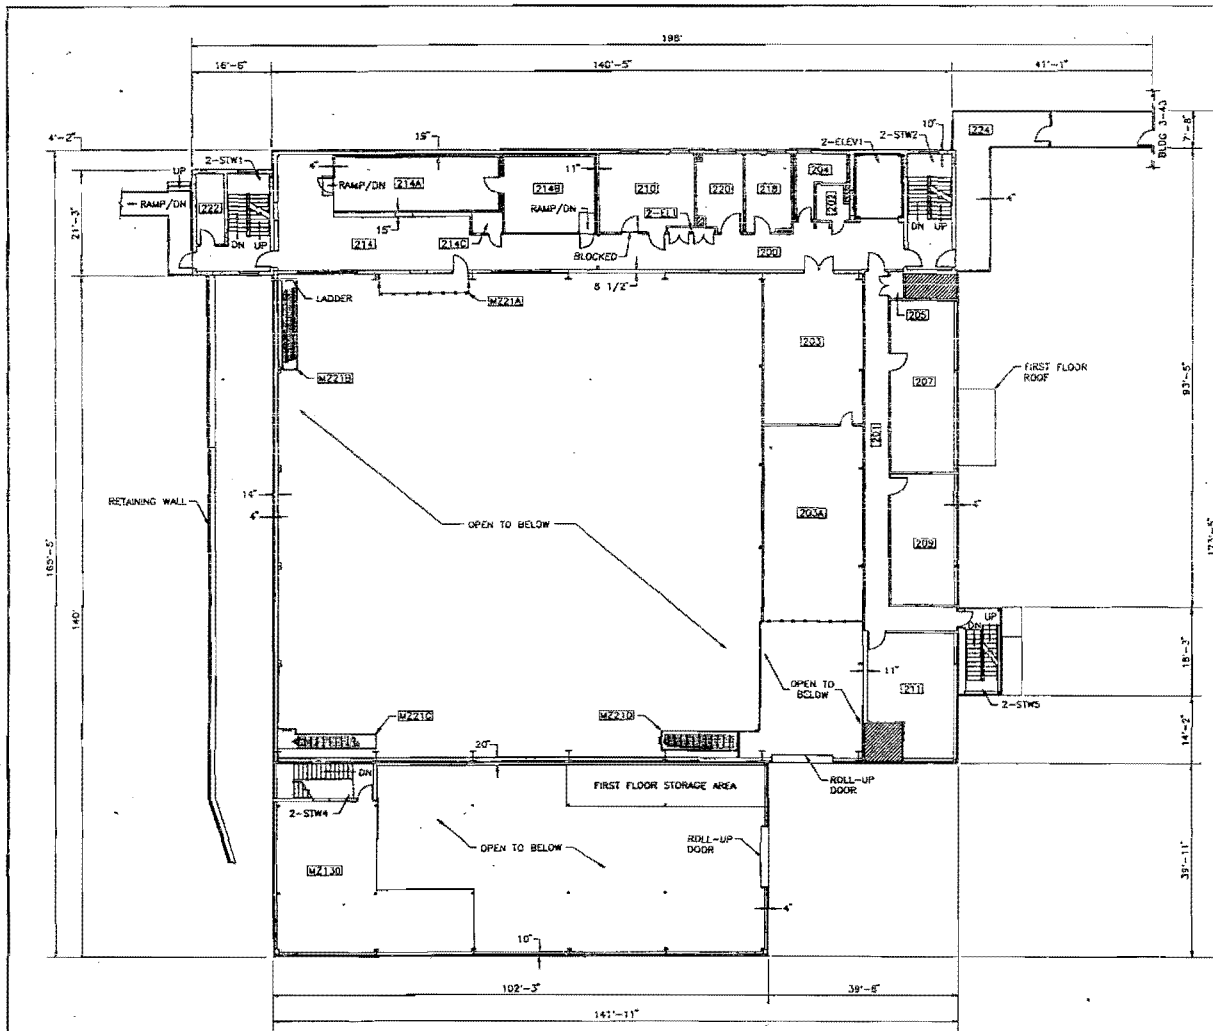 198'
16'-6"
140'-5"
41'-1"
4'-2"
15"
10"
2-STW2
2-ELEV1
224
BLDG 3-43
7'-8"
2-STW1
UP
4"
RAMP/DN
214A
214B
11"
210
220
218
204
202
222
RAMP/DN
RAMP/DN
2-EL1
4"
15"
214
214C
BLOCKED
200
DN
UP
DN
UP
21'-3"
8 1/2"
LADDER
MZ21A
205
203
MZ21B
207
FIRST FLOOR
ROOF
93'-5"
201
RETAINING WALL
14"
4"
OPEN TO BELOW
203A
209
4"
165'-5"
140'
173'-5"
UP
DN
18'-3"
11"
OPEN TO
BELOW
211
2-STW5
14'-2"
MZ21C
MZ21D
20"
DN
FIRST FLOOR STORAGE AREA
ROLL-UP
DOOR
2-STW4
OPEN TO BELOW
ROLL-UP
DOOR
MZ130
39'-11"
4"
10"
102'-3"
39'-8"
141'-11"